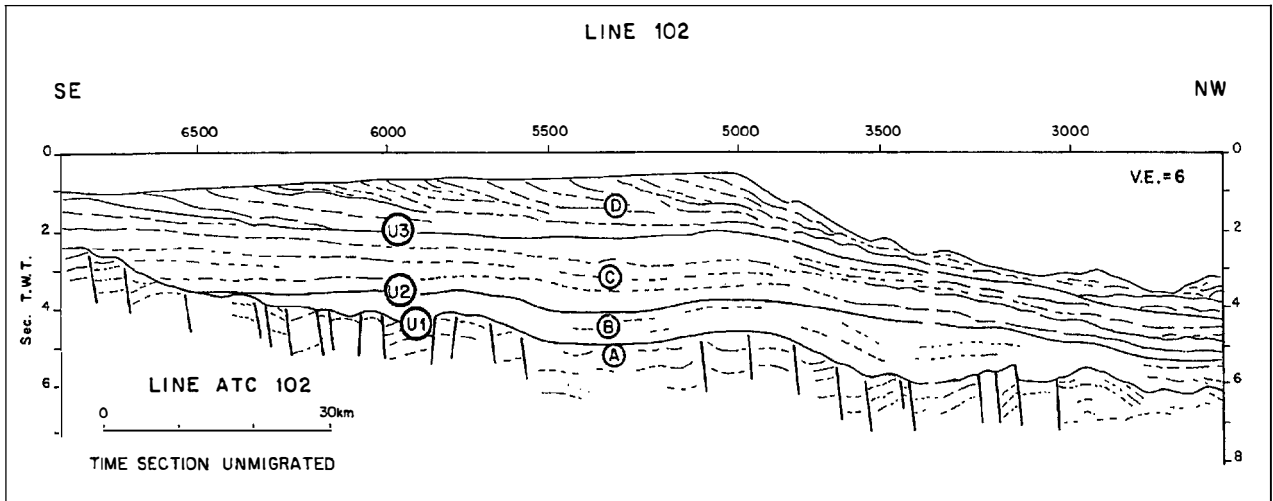 LINE 102
SE NW
6500 6000 5500 5000 3500 3000
0 0
V.E.=6
D
2 U3 2
C
U2
4 4
U1 B
A
Sec. T.W.T.
6 6
LINE ATC 102
0 30km
8
TIME SECTION UNMIGRATED